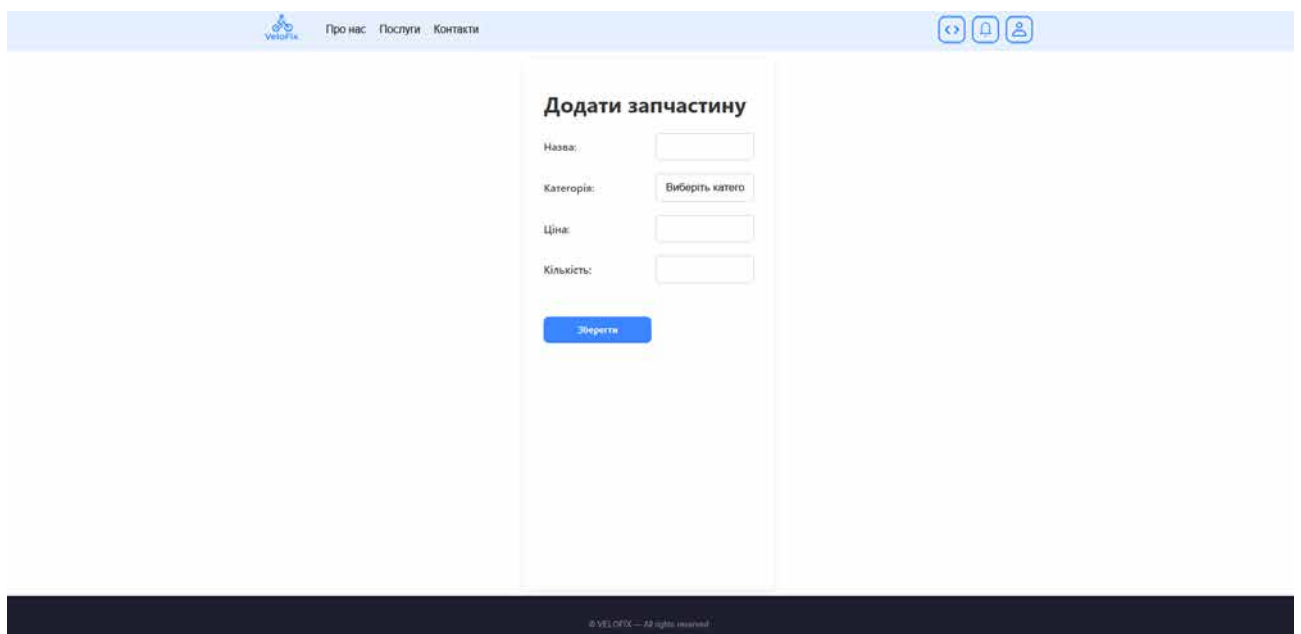 VeloFix
Про нас Послуги Контакти
Додати запчастину
Назва:
Категорія:
Виберіть катего
Ціна:
Кількість:
Зберегти
© VELOFIX — All rights reserved